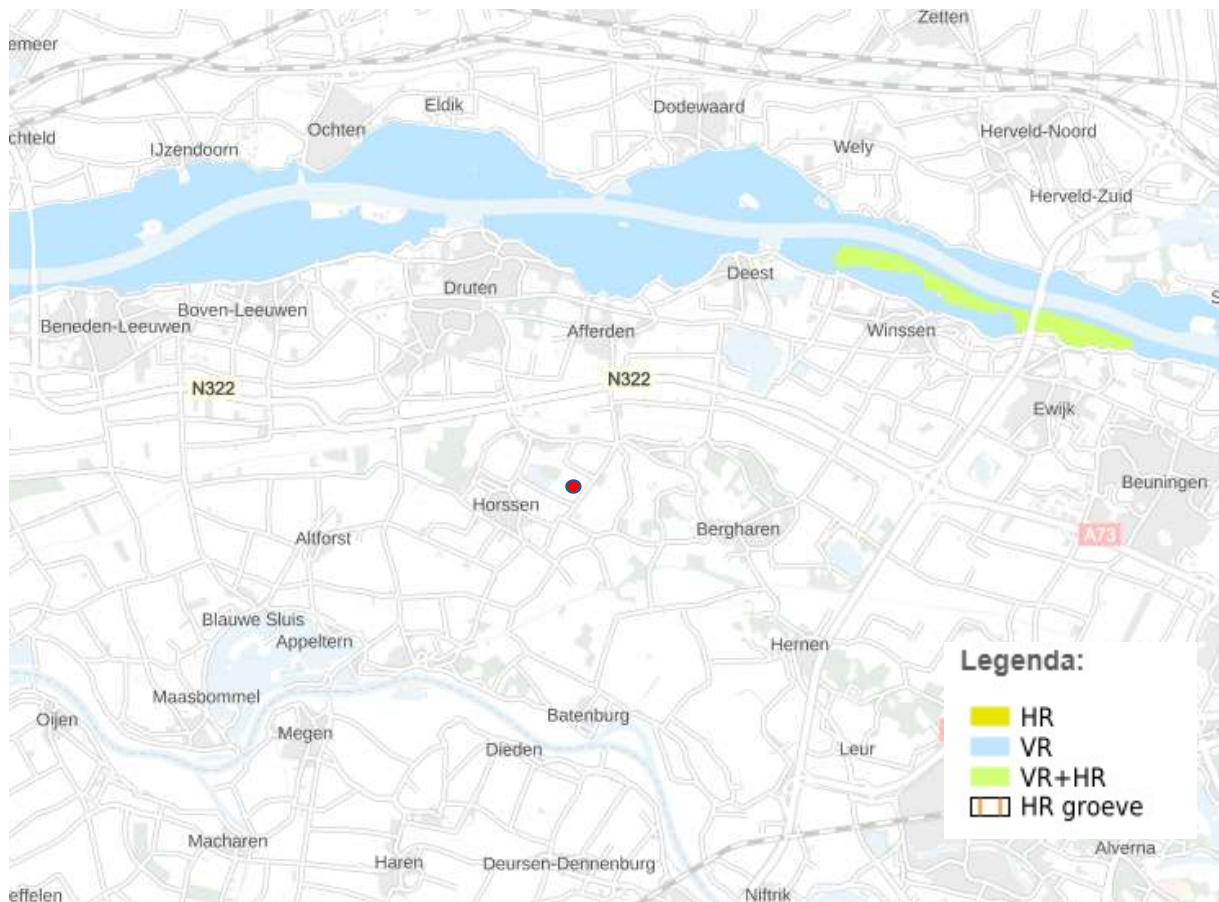 Zetten
emeer
Eldik
Dodewaard
Ochten
Herveld-Noord
chteld
IJzendoorn
Wely
Herveld-Zuid
Deest
Druten
S
Boven-Leeuwen
Beneden-Leeuwen
Afferden
Winssen
N322
N322
Ewijk
Beuningen
Horssen
Bergharen
Altforst
A73
Blauwe Sluis
Appeltern
Hernen
Legenda:
Maasbommel
HR
Oijen
Megen
Batenburg
VR
Dieden
Leur
VR+HR
HR groeve
Macharen
Haren
Deursen-Dennenburg
Alverna
effelen
Niftrik